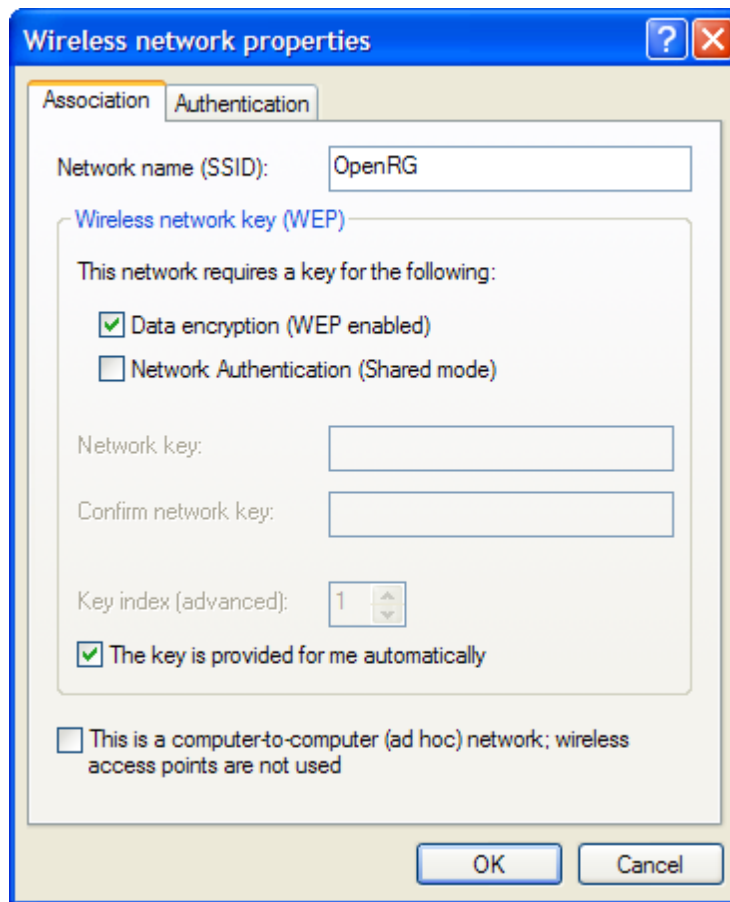 Wireless network properties
?
Association
Authentication
Network name (SSID):
OpenRG
Wireless network key (WEP)
This network requires a key for the following:
Data encryption (WEP enabled)
Network Authentication (Shared mode)
Network key:
Confirm network key:
Key index (advanced):
1
The key is provided for me automatically
This is a computer-to-computer (ad hoc) network; wireless
access points are not used
OK
Cancel